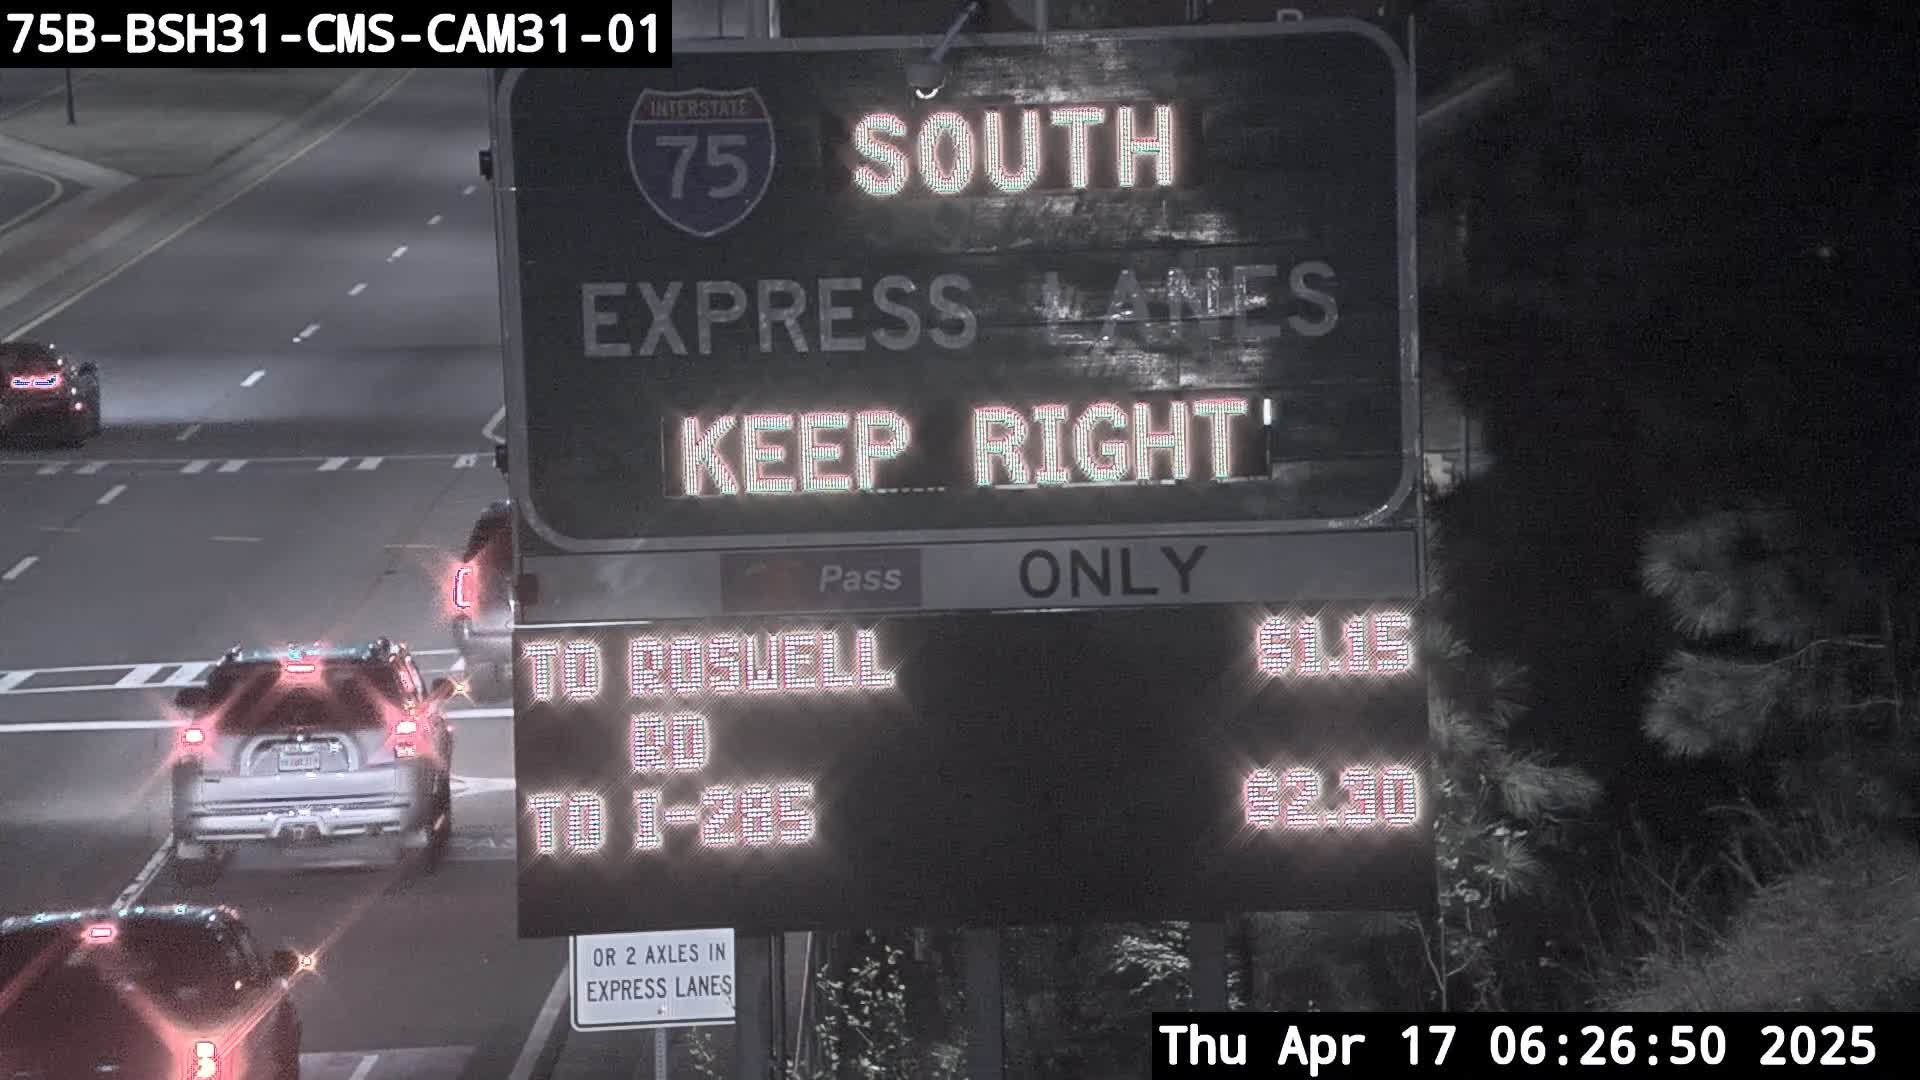 75B-BSH31-CMS-CAM31-01
INTERSTATE
75
SOUTH
EXPRESS LANES
KEEP RIGHT
Pass ONLY
TO ROSWELL $1.15
RD
TO I-285 $2.30
OR 2 AXLES IN
EXPRESS LANES
Thu Apr 17 06:26:50 2025